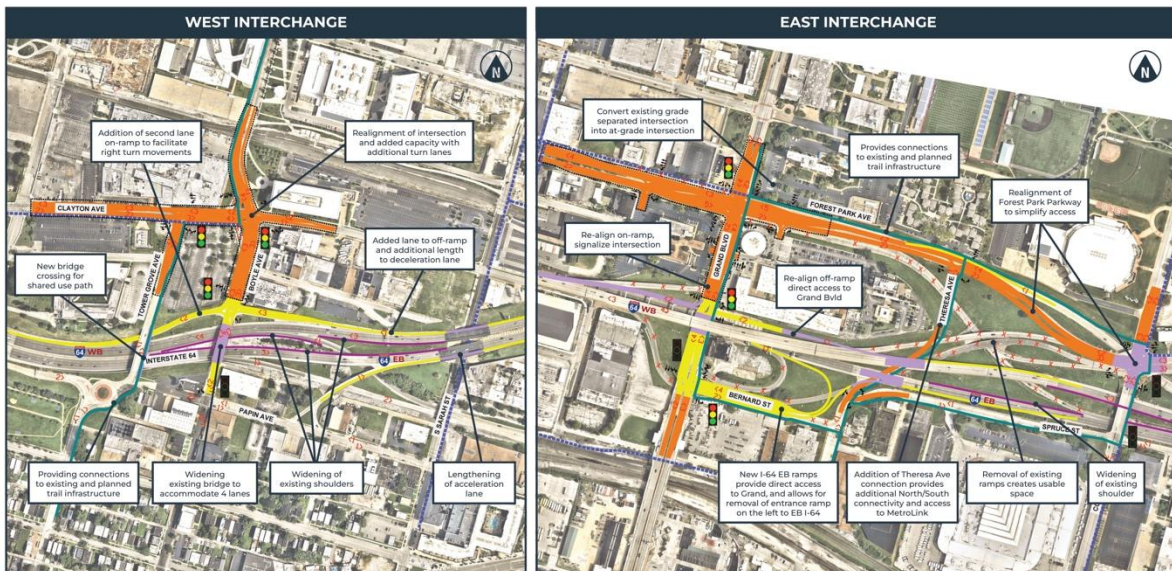 WEST INTERCHANGE
N
Addition of second lane
on-ramp to facilitate
right turn movements
Realignment of intersection
and added capacity with
additional turn lanes
CLAYTON AVE
New bridge
crossing for
shared use path
TOWER GROVE AVE
BOYLE AVE
Added lane to off-ramp
and additional length
to deceleration lane
64 WB
INTERSTATE 64
64 EB
PAPIN AVE
S SARAH ST
Providing connections
to existing and planned
trail infrastructure
Widening
existing bridge to
accommodate 4 lanes
Widening of
existing shoulders
Lengthening
of acceleration
lane
EAST INTERCHANGE
N
Convert existing grade
separated intersection
into at-grade intersection
Provides connections
to existing and planned
trail infrastructure
Realignment of
Forest Park Parkway
to simplify access
FOREST PARK AVE
Re-align on-ramp,
signalize intersection
GRAND BLVD
Re-align off-ramp
direct access to
Grand Bvld
THERESA AVE
64 WB
64 EB
BERNARD ST
SPRUCE ST
New I-64 EB ramps
provide direct access
to Grand, and allows for
removal of entrance ramp
on the left to EB I-64
Addition of Theresa Ave
connection provides
additional North/South
connectivity and access
to MetroLink
Removal of existing
ramps creates usable
space
Widening
of existing
shoulder